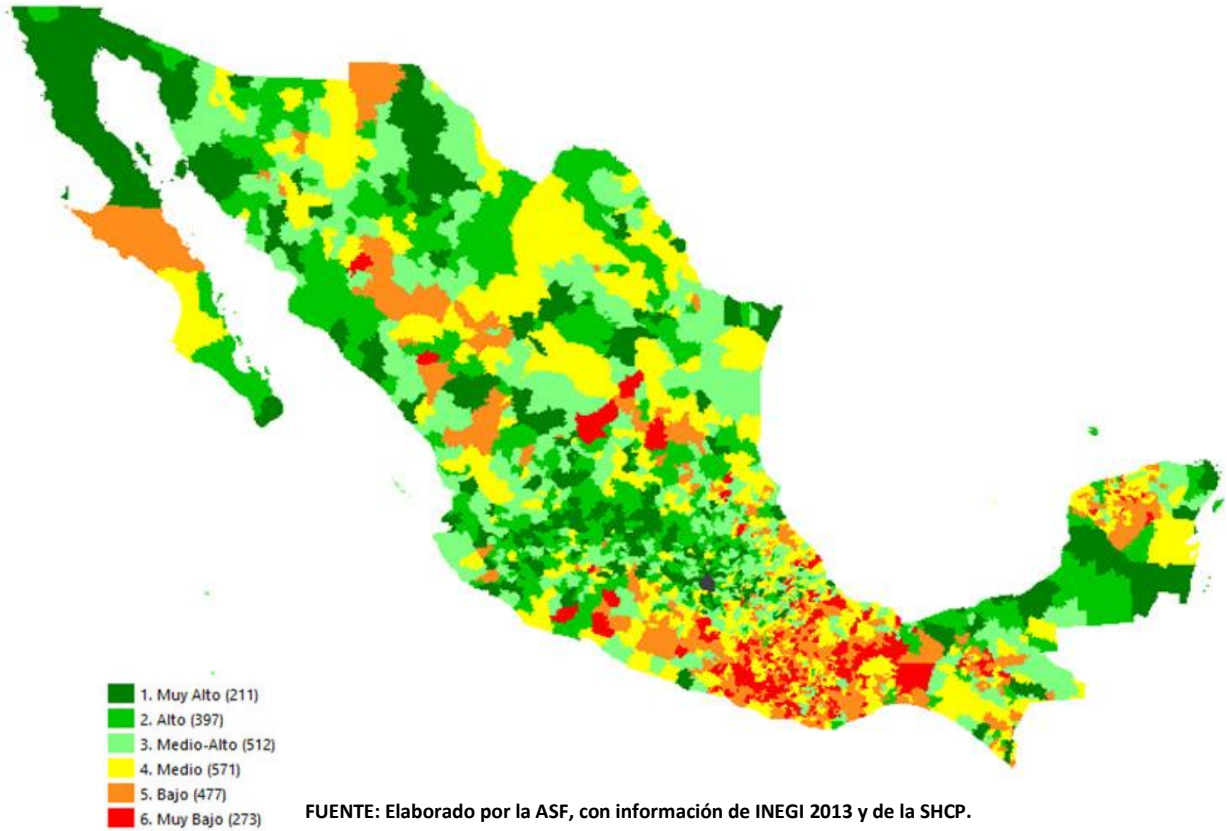 1. Muy Alto (211)
2. Alto (397)
3. Medio-Alto (512)
4. Medio (571)
5. Bajo (477)
6. Muy Bajo (273)
FUENTE: Elaborado por la ASF, con información de INEGI 2013 y de la SHCP.